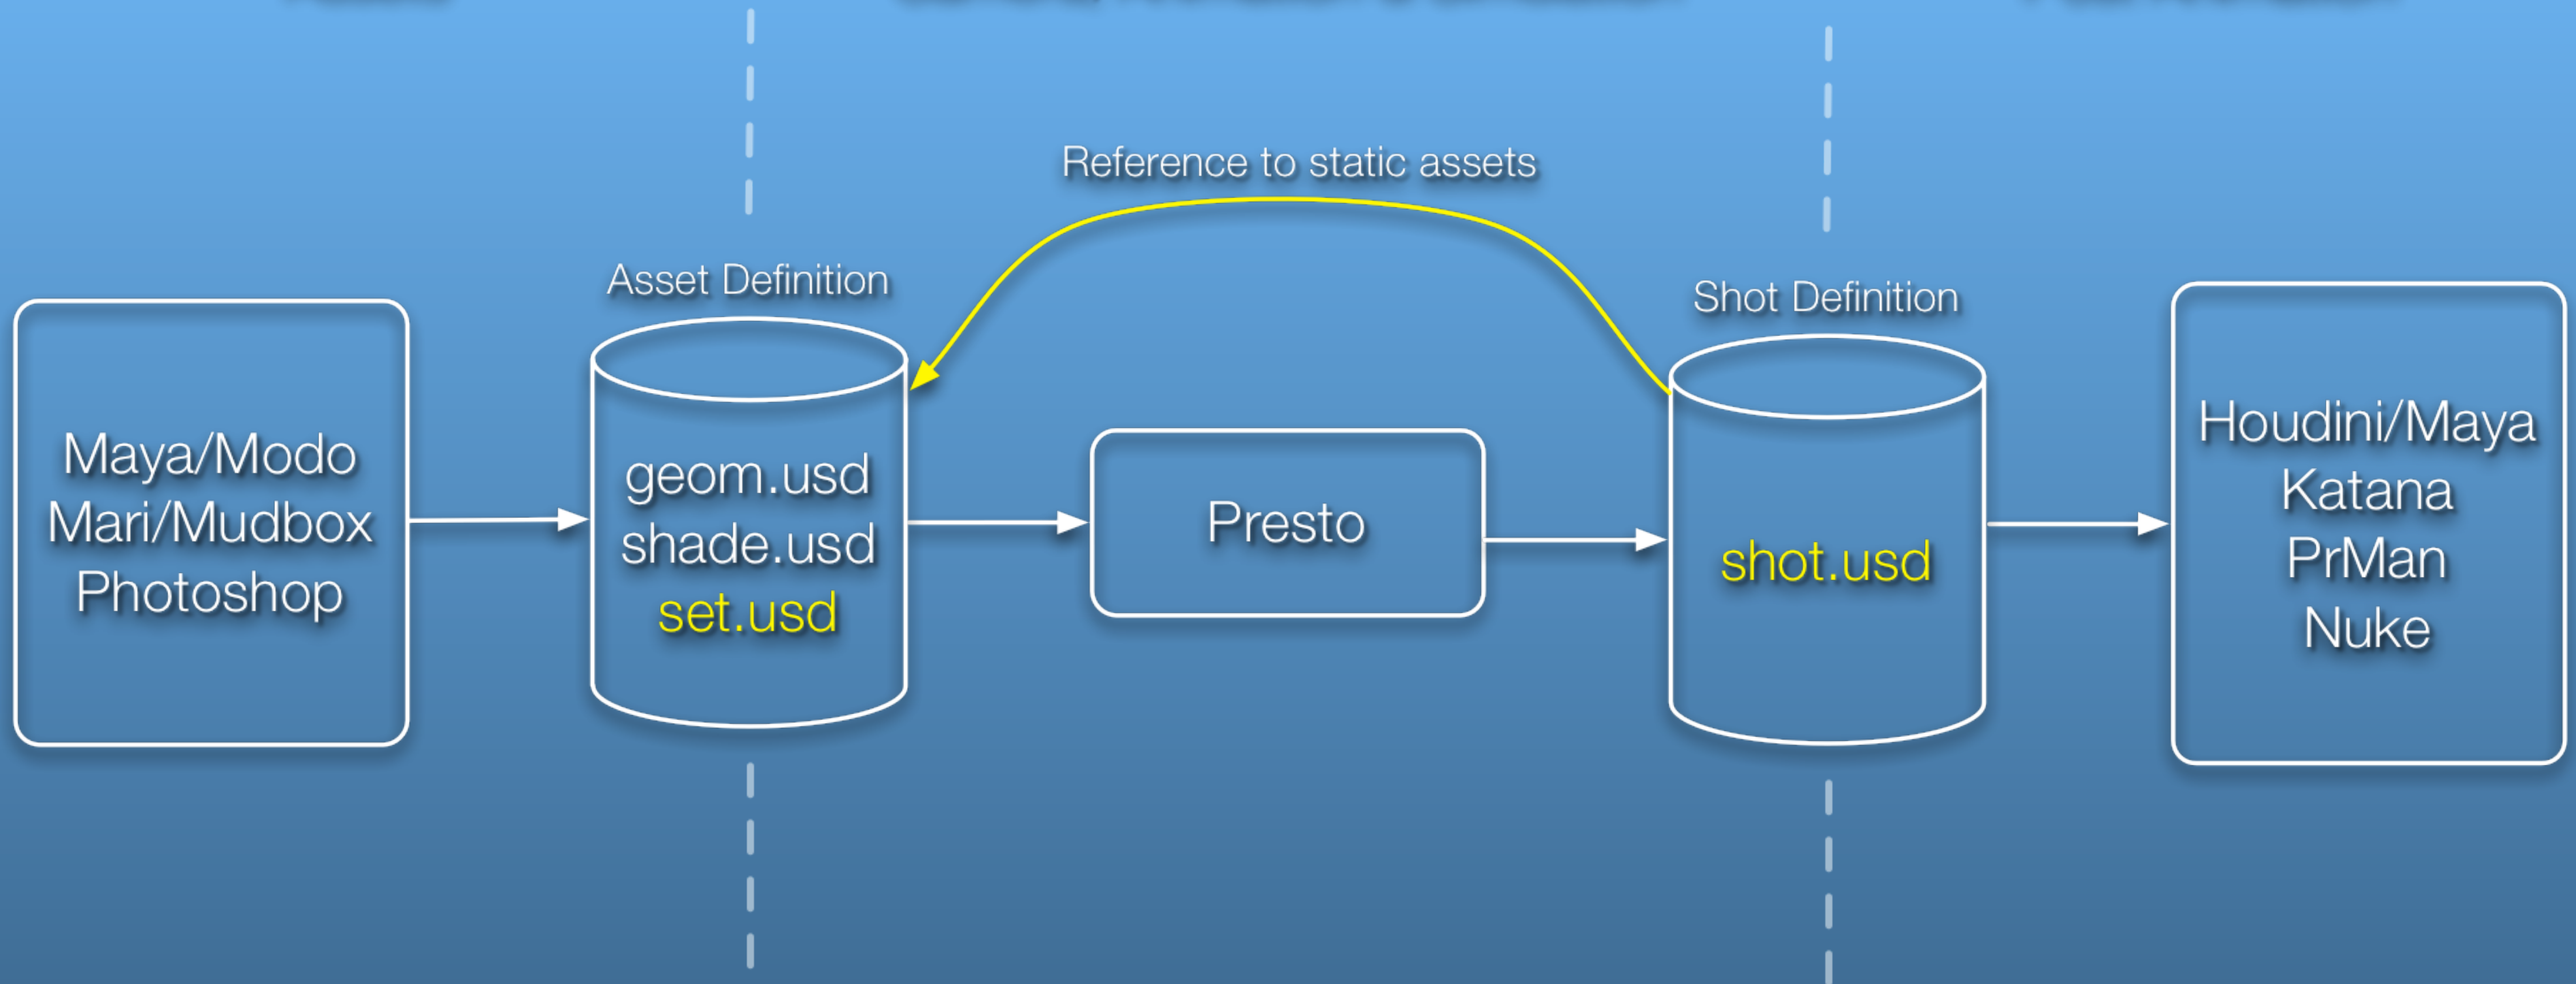 Reference to static assets
Asset Definition
Shot Definition
Maya/Modo
Mari/Mudbox
Photoshop
geom.usd
shade.usd
set.usd
Presto
shot.usd
Houdini/Maya
Katana
PrMan
Nuke